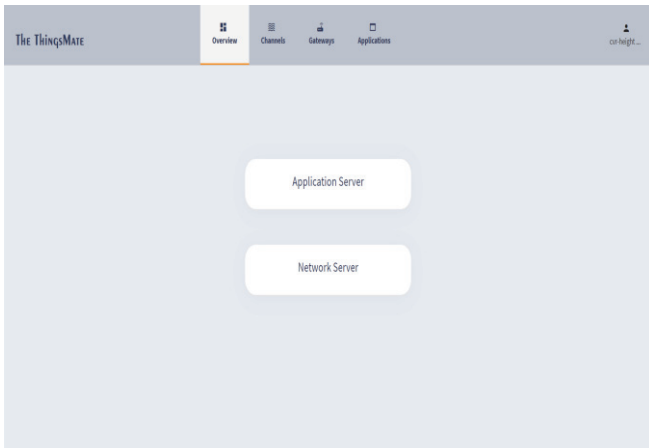 The ThingsMate
Overview
Channels
Gateways
Applications
Application Server
Network Server